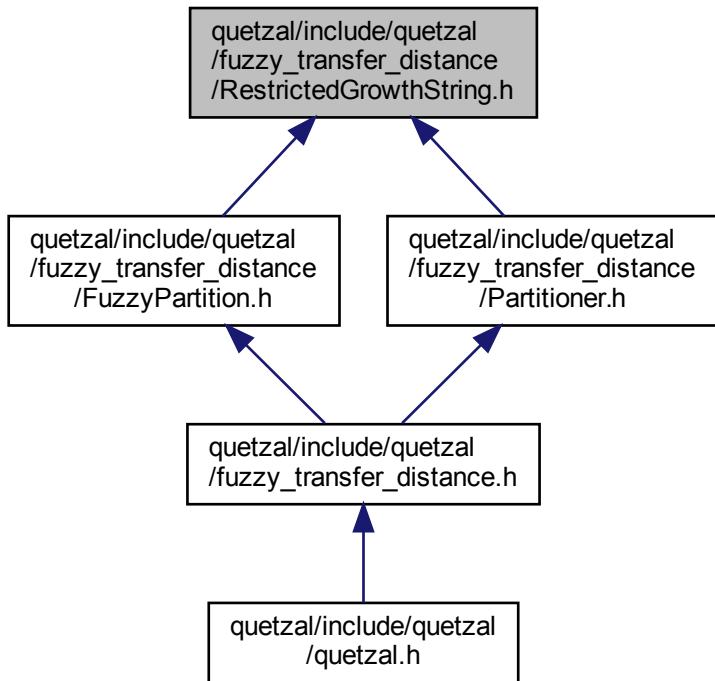 quetzal/include/quetzal
/fuzzy_transfer_distance
/RestrictedGrowthString.h
quetzal/include/quetzal
/fuzzy_transfer_distance
/FuzzyPartition.h
quetzal/include/quetzal
/fuzzy_transfer_distance
/Partitioner.h
quetzal/include/quetzal
/fuzzy_transfer_distance.h
quetzal/include/quetzal
/quetzal.h